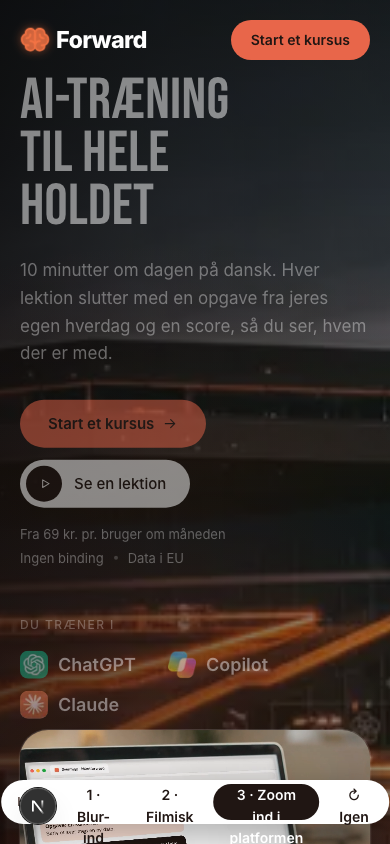 Forward
Start et kursus
AI-TRÆNING
TIL HELE
HOLDET
10 minutter om dagen på dansk. Hver
lektion slutter med en opgave fra jeres
egen hverdag og en score, så du ser, hvem
der er med.
Start et kursus →
Se en lektion
Fra 69 kr. pr. bruger om måneden
Ingen binding • Data i EU
DU TRÆNER I
ChatGPT Copilot
Claude
N
1 ·
Blur-
ind
2 ·
Filmisk
3 · Zoom
ind i
platformen
↻
Igen